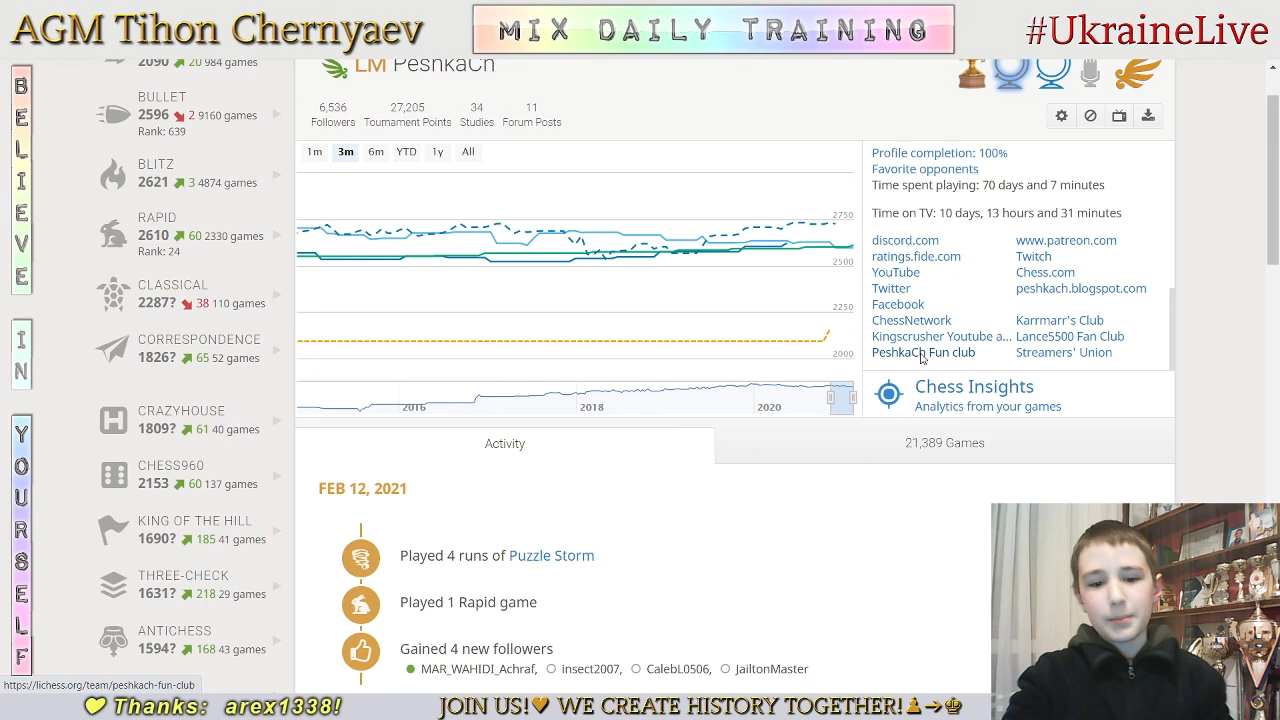 AGM Tihon Chernyaev
MIX DAILY TRAINING
#UkraineLive
BELIEVE
IN
YOURSELF
2090 20 984 games
BULLET
2596 2 9160 games
Rank: 639
BLITZ
2621 3 4874 games
RAPID
2610 60 2330 games
Rank: 24
CLASSICAL
2287? 38 110 games
CORRESPONDENCE
1826? 65 52 games
CRAZYHOUSE
1809? 61 40 games
CHESS960
2153 60 137 games
KING OF THE HILL
1690? 185 41 games
THREE-CHECK
1631? 218 29 games
ANTICHESS
1594? 168 43 games
https://lichess.org/team/peshkach-fun-club
LM PeshkaCh
6,536 27,205 34 11
Followers Tournament Points Studies Forum Posts
1m 3m 6m YTD 1y All
2750
2500
2250
2000
2016 2018 2020
Profile completion: 100%
Favorite opponents
Time spent playing: 70 days and 7 minutes
Time on TV: 10 days, 13 hours and 31 minutes
discord.com www.patreon.com
ratings.fide.com Twitch
YouTube Chess.com
Twitter peshkach.blogspot.com
Facebook
ChessNetwork Karrmarr's Club
Kingscrusher Youtube a... Lance5500 Fan Club
PeshkaCh Fun club Streamers' Union
Chess Insights
Analytics from your games
Activity 21,389 Games
FEB 12, 2021
Played 4 runs of Puzzle Storm
Played 1 Rapid game
Gained 4 new followers
MAR_WAHIDI_Achraf, insect2007, CalebL0506, JailtonMaster
Thanks: arex1338!
JOIN US!♥ WE CREATE HISTORY TOGETHER!♟→♚